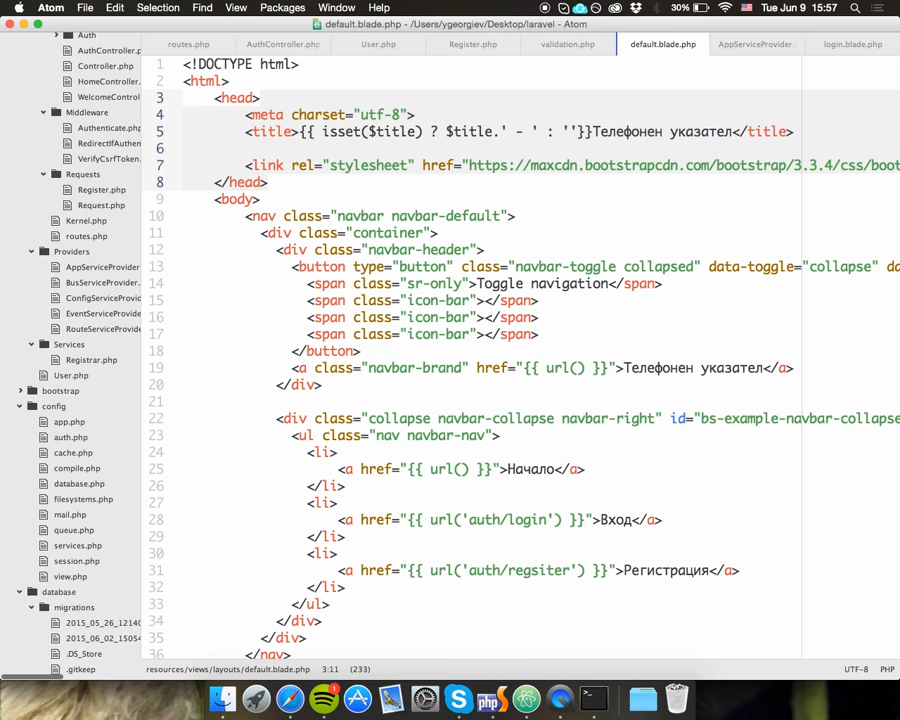 Atom File Edit Selection Find View Packages Window Help 30% US Tue Jun 9 15:57
default.blade.php - /Users/ygeorgiev/Desktop/laravel - Atom
routes.php AuthController.php User.php Register.php validation.php default.blade.php AppServiceProvider. login.blade.php
Auth
AuthController.p
Controller.php
HomeController.
WelcomeControl
Middleware
Authenticate.php
RedirectIfAuthen
VerifyCsrfToken.
Requests
Register.php
Request.php
Kernel.php
routes.php
Providers
AppServiceProvider
BusServiceProvider.
ConfigServiceProvid
EventServiceProvid
RouteServiceProvide
Services
Registrar.php
User.php
bootstrap
config
app.php
auth.php
cache.php
compile.php
database.php
filesystems.php
mail.php
queue.php
services.php
session.php
view.php
database
migrations
2015_05_26_12140
2015_06_02_15054
.DS_Store
.gitkeep
1 <!DOCTYPE html>
2 <html>
3 <head>
4 <meta charset="utf-8">
5 <title>{{ isset($title) ? $title.' - ' : ''}}Телефонен указател</title>
6
7 <link rel="stylesheet" href="https://maxcdn.bootstrapcdn.com/bootstrap/3.3.4/css/boot
8 </head>
9 <body>
10 <nav class="navbar navbar-default">
11 <div class="container">
12 <div class="navbar-header">
13 <button type="button" class="navbar-toggle collapsed" data-toggle="collapse" da
14 <span class="sr-only">Toggle navigation</span>
15 <span class="icon-bar"></span>
16 <span class="icon-bar"></span>
17 <span class="icon-bar"></span>
18 </button>
19 <a class="navbar-brand" href="{{ url() }}">Телефонен указател</a>
20 </div>
21
22 <div class="collapse navbar-collapse navbar-right" id="bs-example-navbar-collaps
23 <ul class="nav navbar-nav">
24 <li>
25 <a href="{{ url() }}">Начало</a>
26 </li>
27 <li>
28 <a href="{{ url('auth/login') }}">Вход</a>
29 </li>
30 <li>
31 <a href="{{ url('auth/regsiter') }}">Регистрация</a>
32 </li>
33 </ul>
34 </div>
35 </div>
36 </nav>
resources/views/layouts/default.blade.php 3:11 (233) UTF-8 PHP
1
php